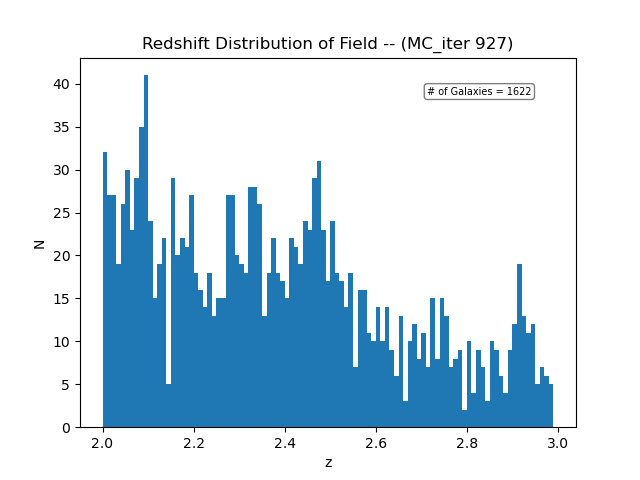 Redshift Distribution of Field -- (MC_iter 927)
# of Galaxies = 1622
40
35
30
25
20
15
10
5
0
N
2.0 2.2 2.4 2.6 2.8 3.0
z